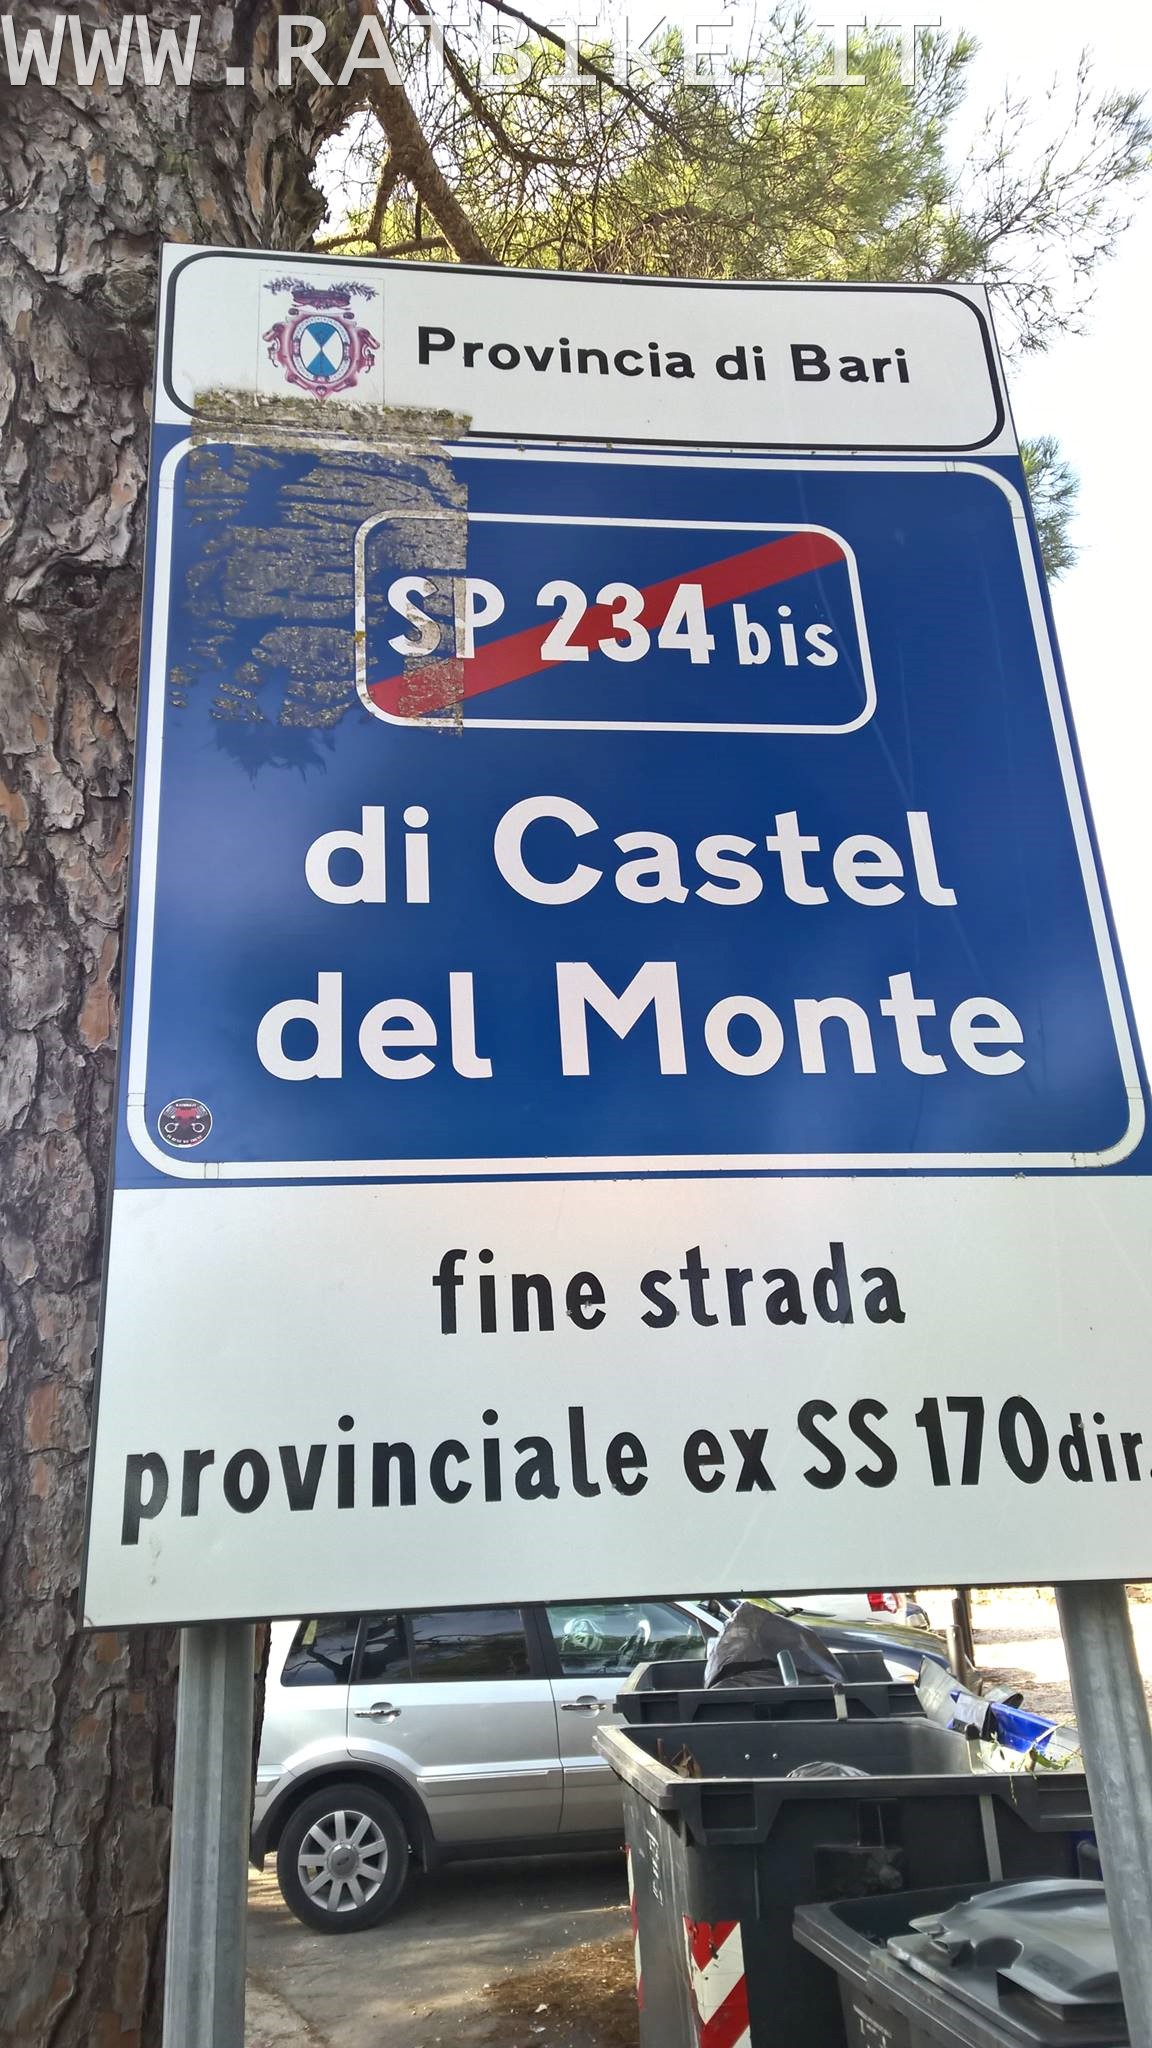 WWW.RATBIKE.IT
Provincia di Bari
SP 234 bis
di Castel
del Monte
fine strada
provinciale ex SS 170 dir.